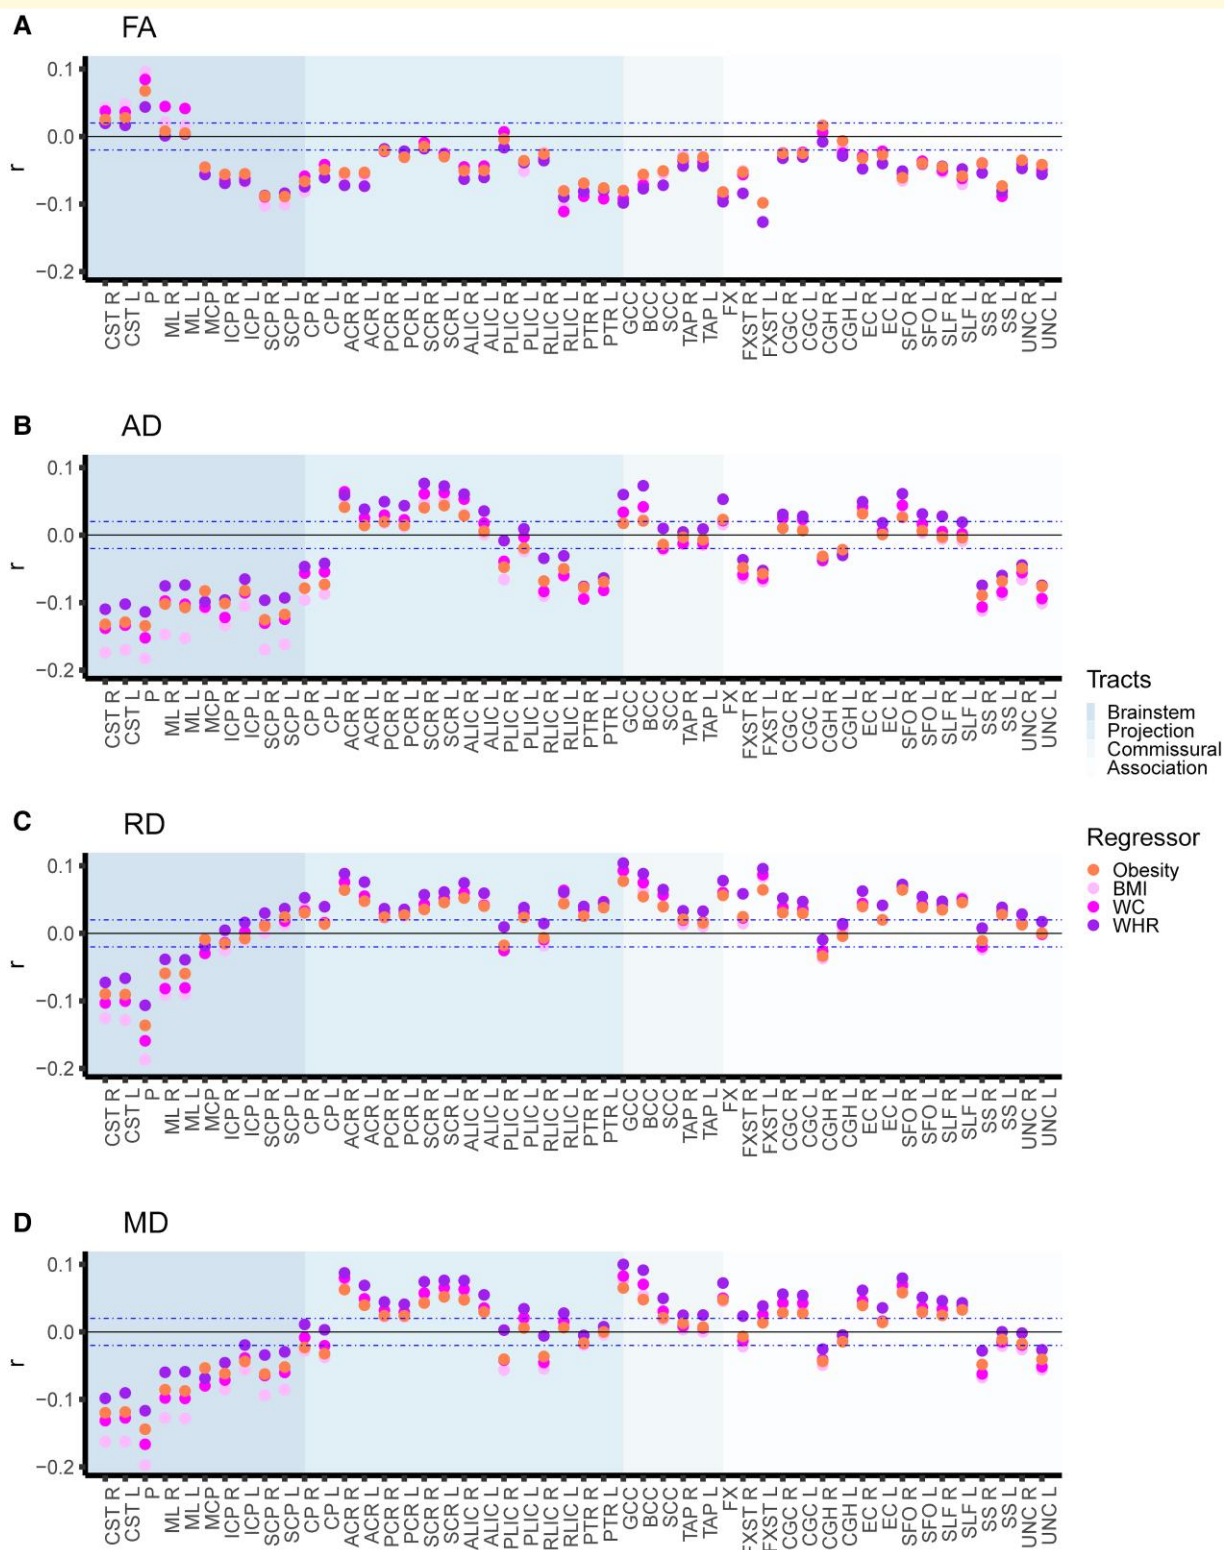 A FA
0.1
0.0
−0.1
−0.2
r
CST R CST L P ML R ML L MCP ICP R ICP L SCP R SCP L CP R CP L ACR R ACR L PCR R PCR L SCR R SCR L ALIC R ALIC L PLIC R PLIC L RLIC R RLIC L PTR R PTR L GCC BCC SCC TAP R TAP L FX FXST R FXST L CGC R CGC L CGH R CGH L EC R EC L SFO R SFO L SLF R SLF L SS R SS L UNC R UNC L
B AD
0.1
0.0
−0.1
−0.2
r
CST R CST L P ML R ML L MCP ICP R ICP L SCP R SCP L CP R CP L ACR R ACR L PCR R PCR L SCR R SCR L ALIC R ALIC L PLIC R PLIC L RLIC R RLIC L PTR R PTR L GCC BCC SCC TAP R TAP L FX FXST R FXST L CGC R CGC L CGH R CGH L EC R EC L SFO R SFO L SLF R SLF L SS R SS L UNC R UNC L
Tracts
Brainstem
Projection
Commissural
Association
Regressor
Obesity
BMI
WC
WHR
C RD
0.1
0.0
−0.1
−0.2
r
CST R CST L P ML R ML L MCP ICP R ICP L SCP R SCP L CP R CP L ACR R ACR L PCR R PCR L SCR R SCR L ALIC R ALIC L PLIC R PLIC L RLIC R RLIC L PTR R PTR L GCC BCC SCC TAP R TAP L FX FXST R FXST L CGC R CGC L CGH R CGH L EC R EC L SFO R SFO L SLF R SLF L SS R SS L UNC R UNC L
D MD
0.1
0.0
−0.1
−0.2
r
CST R CST L P ML R ML L MCP ICP R ICP L SCP R SCP L CP R CP L ACR R ACR L PCR R PCR L SCR R SCR L ALIC R ALIC L PLIC R PLIC L RLIC R RLIC L PTR R PTR L GCC BCC SCC TAP R TAP L FX FXST R FXST L CGC R CGC L CGH R CGH L EC R EC L SFO R SFO L SLF R SLF L SS R SS L UNC R UNC L